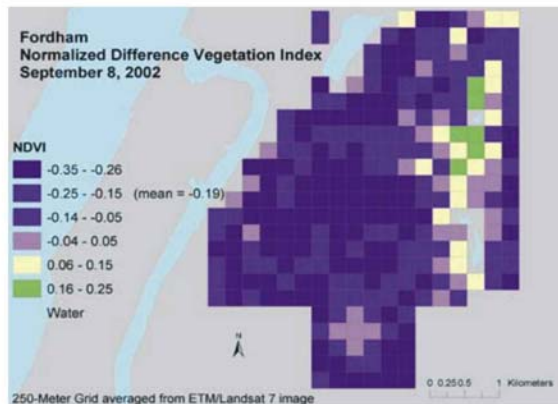 Fordham
Normalized Difference Vegetation Index
September 8, 2002
NDVI
-0.35 - -0.26
-0.25 - -0.15 (mean = -0.19)
-0.14 - -0.05
-0.04 - 0.05
0.06 - 0.15
0.16 - 0.25
Water
N
0 0.25 0.5 1 Kilometers
250-Meter Grid averaged from ETM/Landsat 7 image